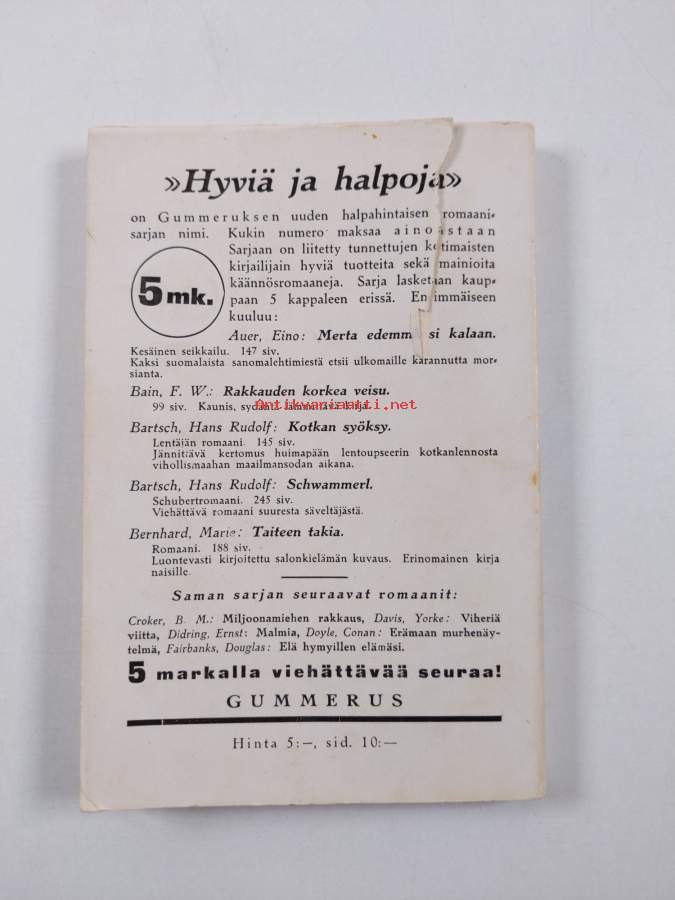 »Hyviä ja halpoja»
on Gummeruksen uuden halpahintaisen romaani-
sarjan nimi. Kukin numero maksaa ainoastaan
5 mk.
Sarjaan on liitetty tunnettujen kotimaisten
kirjailijain hyviä tuotteita sekä mainioita
käännösromaaneja. Sarja lasketaan kaup-
paan 5 kappaleen erissä. Ensimmäiseen
kuuluu:
Auer, Eino: Merta edemm si kalaan.
Kesäinen seikkailu. 147 siv.
Kaksi suomalaista sanomalehtimiestä etsii ulkomaille karannutta mor-
sianta.
Bain, F. W.: Rakkauden korkea veisu.
99 siv. Kaunis,
Antikvariaatti.net
Bartsch, Hans Rudolf: Kotkan syöksy.
Lentäjän romaani. 145 siv.
Jännittävä kertomus huimapään lentoupseerin kotkanlennosta
vihollismaahan maailmansodan aikana.
Bartsch, Hans Rudolf: Schwammerl.
Schubertromaani. 245 siv.
Viehättävä romaani suuresta säveltäjästä.
Bernhard, Marie: Taiteen takia.
Romaani. 188 siv.
Luontevasti kirjoitettu salonkielämän kuvaus. Erinomainen kirja
naisille.
Saman sarjan seuraavat romaanit:
Croker, B. M.: Miljoonamiehen rakkaus, Davis, Yorke: Viheriä
viitta, Didring, Ernst: Malmia, Doyle, Conan: Erämaan murhenäy-
telmä, Fairbanks, Douglas: Elä hymyillen elämäsi.
5 markalla viehättävää seuraa!
GUMMERUS
Hinta 5:—, sid. 10:—